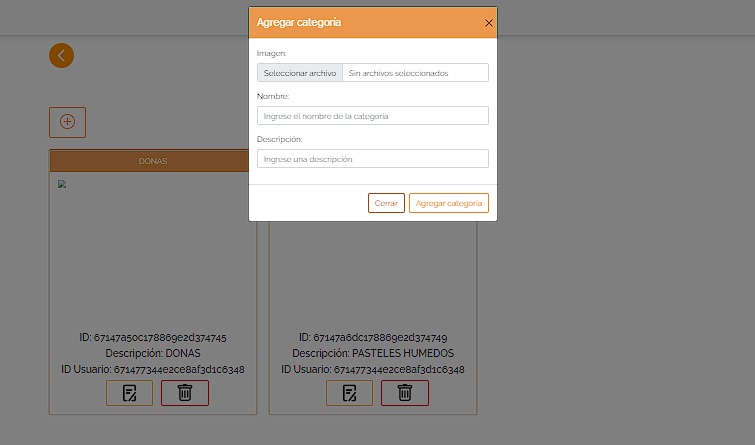 Agregar categoría
Imagen:
Seleccionar archivo Sin archivos seleccionados
Nombre:
Ingrese el nombre de la categoría
Descripción:
Ingrese una descripción
Cerrar Agregar categoría
DONAS
ID: 67147a50c178869e2d374745
Descripción: DONAS
ID Usuario: 671477344e2ce8af3d1c6348
ID: 67147a6dc178869e2d374749
Descripción: PASTELES HUMEDOS
ID Usuario: 671477344e2ce8af3d1c6348